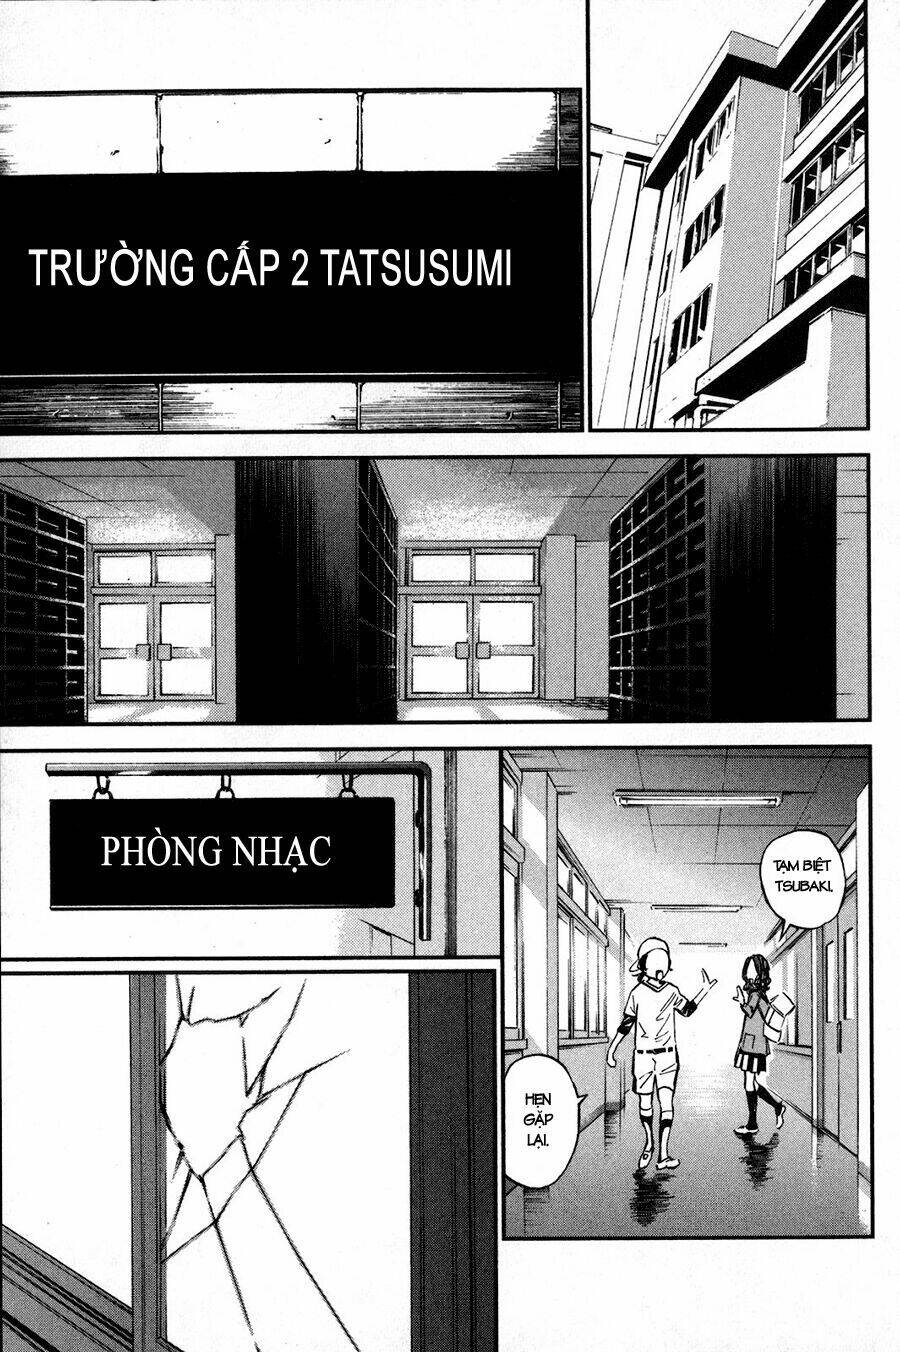 TRƯỜNG CẤP 2 TATSUSUMI
TẠM BIỆT
TSUBAKI.
HẸN
GẶP
LẠI.
PHÒNG NHẠC